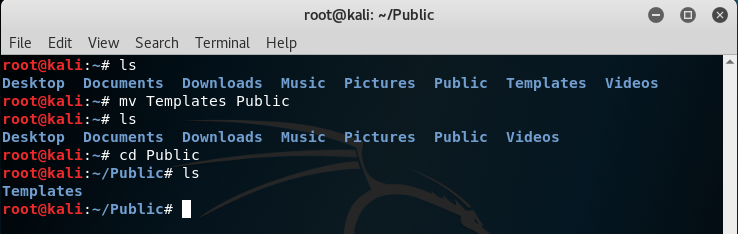 root@kali: ~/Public
File Edit View Search Terminal Help
root@kali:~# ls
Desktop Documents Downloads Music Pictures Public Templates Videos
root@kali:~# mv Templates Public
root@kali:~# ls
Desktop Documents Downloads Music Pictures Public Videos
root@kali:~# cd Public
root@kali:~/Public# ls
Templates
root@kali:~/Public#